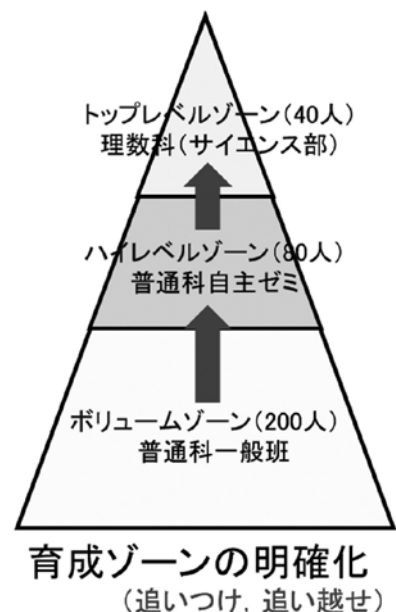 トップレベルゾーン(40人)
理数科(サイエンス部)
ハイレベルゾーン(80人)
普通科自主ゼミ
ボリュームゾーン(200人)
普通科一般班
育成ゾーンの明確化
(追いつけ, 追い越せ)